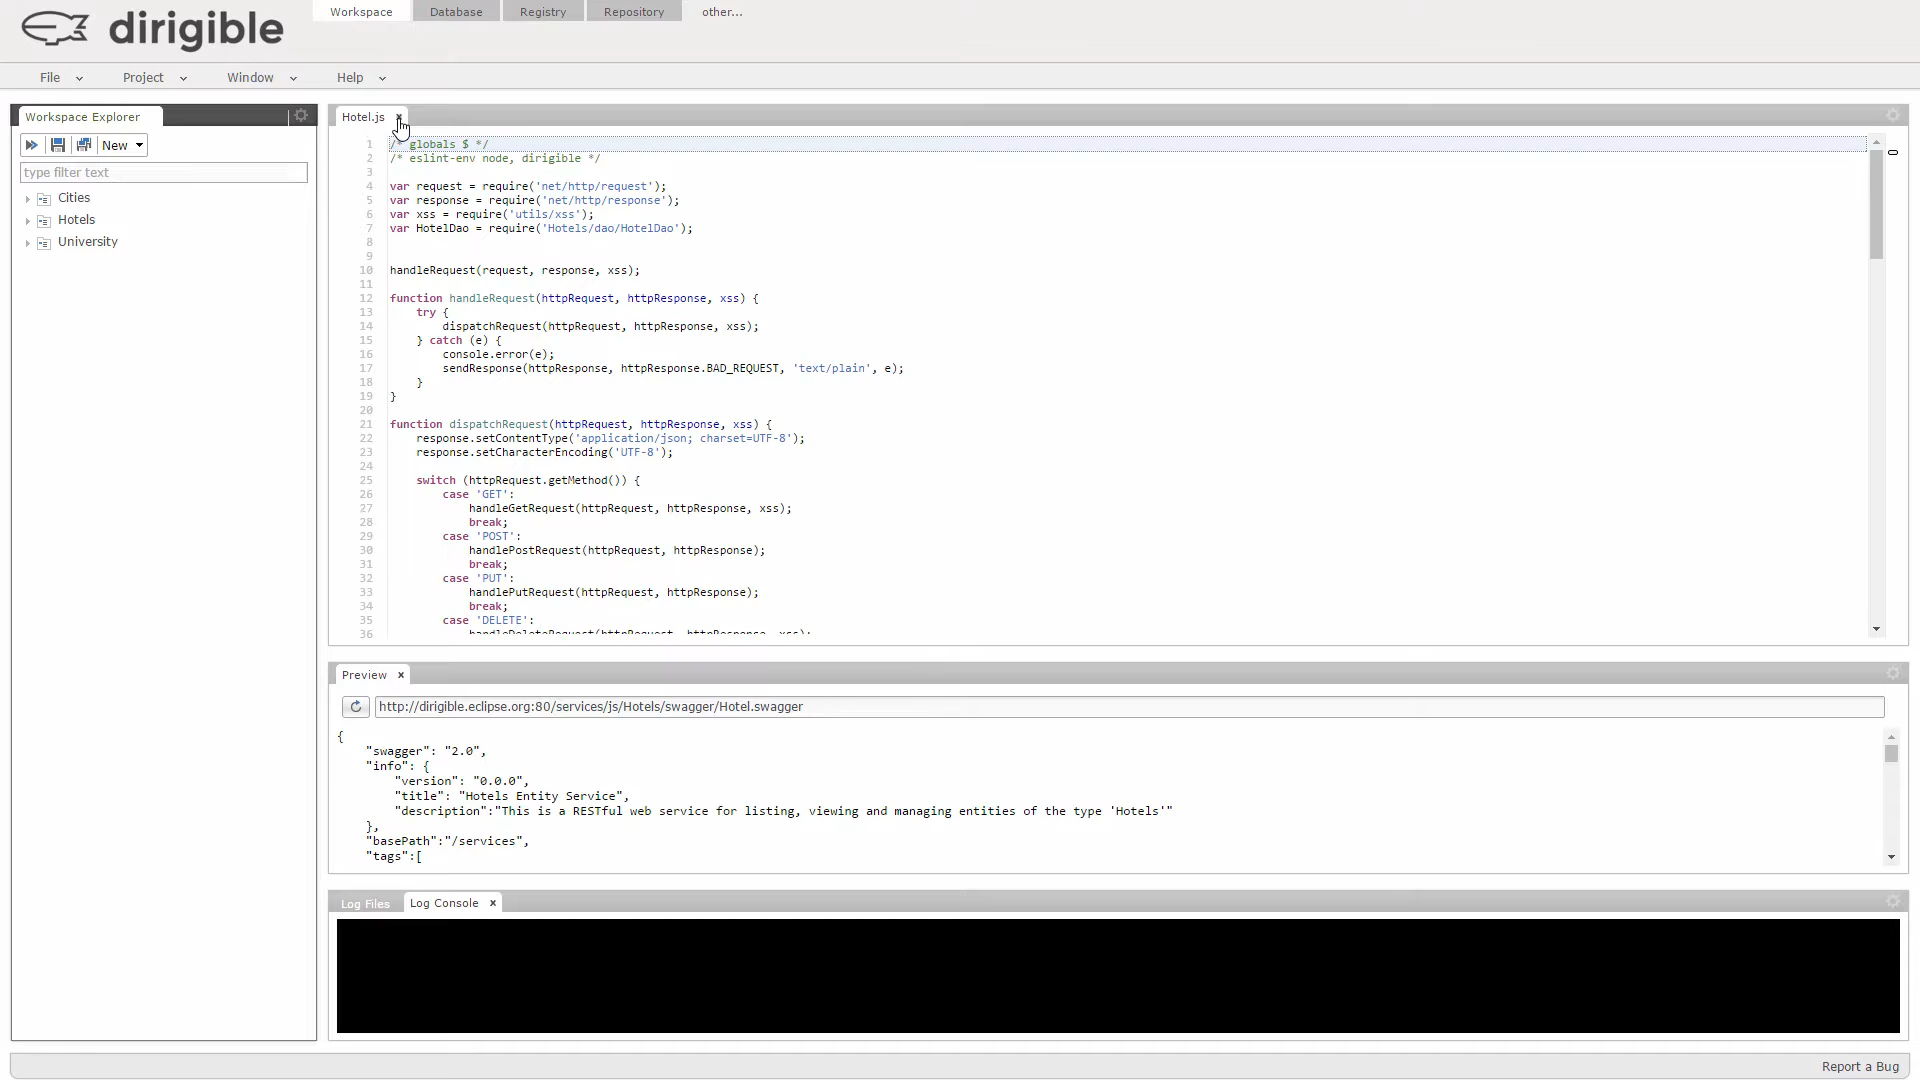 dirigible
Workspace
Database
Registry
Repository
other...
File
Project
Window
Help
Workspace Explorer
New
type filter text
Cities
Hotels
University
Hotel.js x
1 /* globals $ */
2 /* eslint-env node, dirigible */
3
4 var request = require('net/http/request');
5 var response = require('net/http/response');
6 var xss = require('utils/xss');
7 var HotelDao = require('Hotels/dao/HotelDao');
8
9
10 handleRequest(request, response, xss);
11
12 function handleRequest(httpRequest, httpResponse, xss) {
13     try {
14         dispatchRequest(httpRequest, httpResponse, xss);
15     } catch (e) {
16         console.error(e);
17         sendResponse(httpResponse, httpResponse.BAD_REQUEST, 'text/plain', e);
18     }
19 }
20
21 function dispatchRequest(httpRequest, httpResponse, xss) {
22     response.setContentType('application/json; charset=UTF-8');
23     response.setCharacterEncoding('UTF-8');
24
25     switch (httpRequest.getMethod()) {
26         case 'GET':
27             handleGetRequest(httpRequest, httpResponse, xss);
28             break;
29         case 'POST':
30             handlePostRequest(httpRequest, httpResponse);
31             break;
32         case 'PUT':
33             handlePutRequest(httpRequest, httpResponse);
34             break;
35         case 'DELETE':
36             handleDeleteRequest(httpRequest, httpResponse, xss);
Preview x
http://dirigible.eclipse.org:80/services/js/Hotels/swagger/Hotel.swagger
{
    "swagger": "2.0",
    "info": {
        "version": "0.0.0",
        "title": "Hotels Entity Service",
        "description":"This is a RESTful web service for listing, viewing and managing entities of the type 'Hotels'"
    },
    "basePath":"/services",
    "tags":[
Log Files
Log Console x
Report a Bug